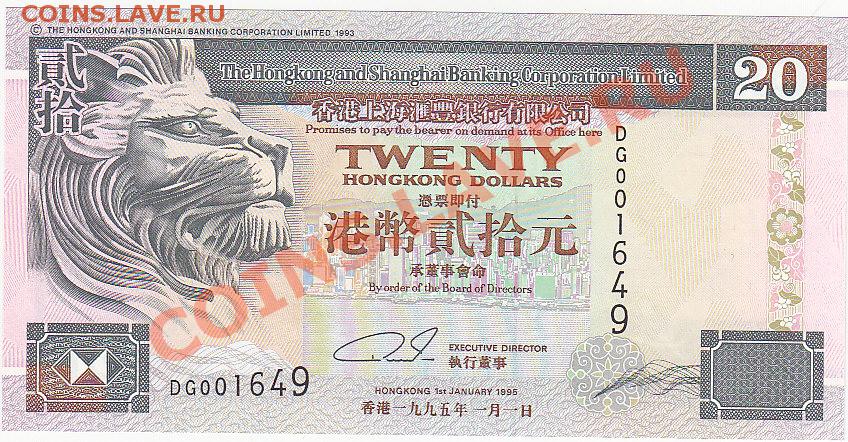 COINS.LAVE.RU
© THE HONGKONG AND SHANGHAI BANKING CORPORATION LIMITED 1993
貳拾
The Hongkong and Shanghai Banking Corporation Limited
20
香港上海滙豐銀行有限公司
Promises to pay the bearer on demand at its Office here
TWENTY
HONGKONG DOLLARS
憑票即付
港幣貳拾元
承董事會命
By order of the Board of Directors
DG001649
EXECUTIVE DIRECTOR
執行董事
DG001649
HONGKONG 1st JANUARY 1995
香港一九九五年一月一日
COINS.LAVE.RU